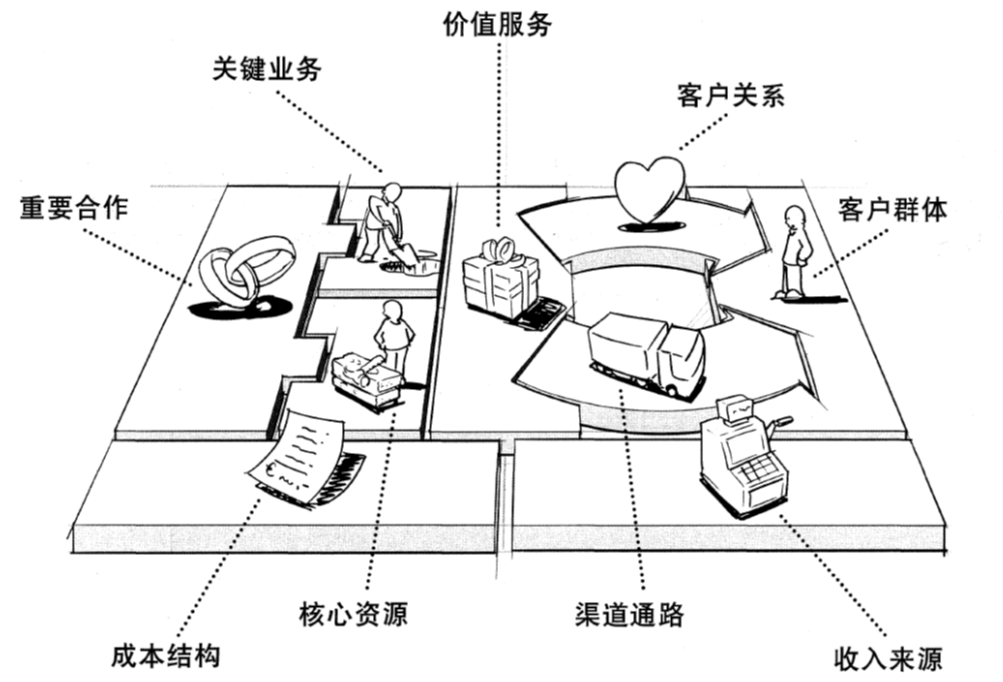 价值服务
关键业务
客户关系
重要合作
客户群体
核心资源
渠道通路
成本结构
收入来源